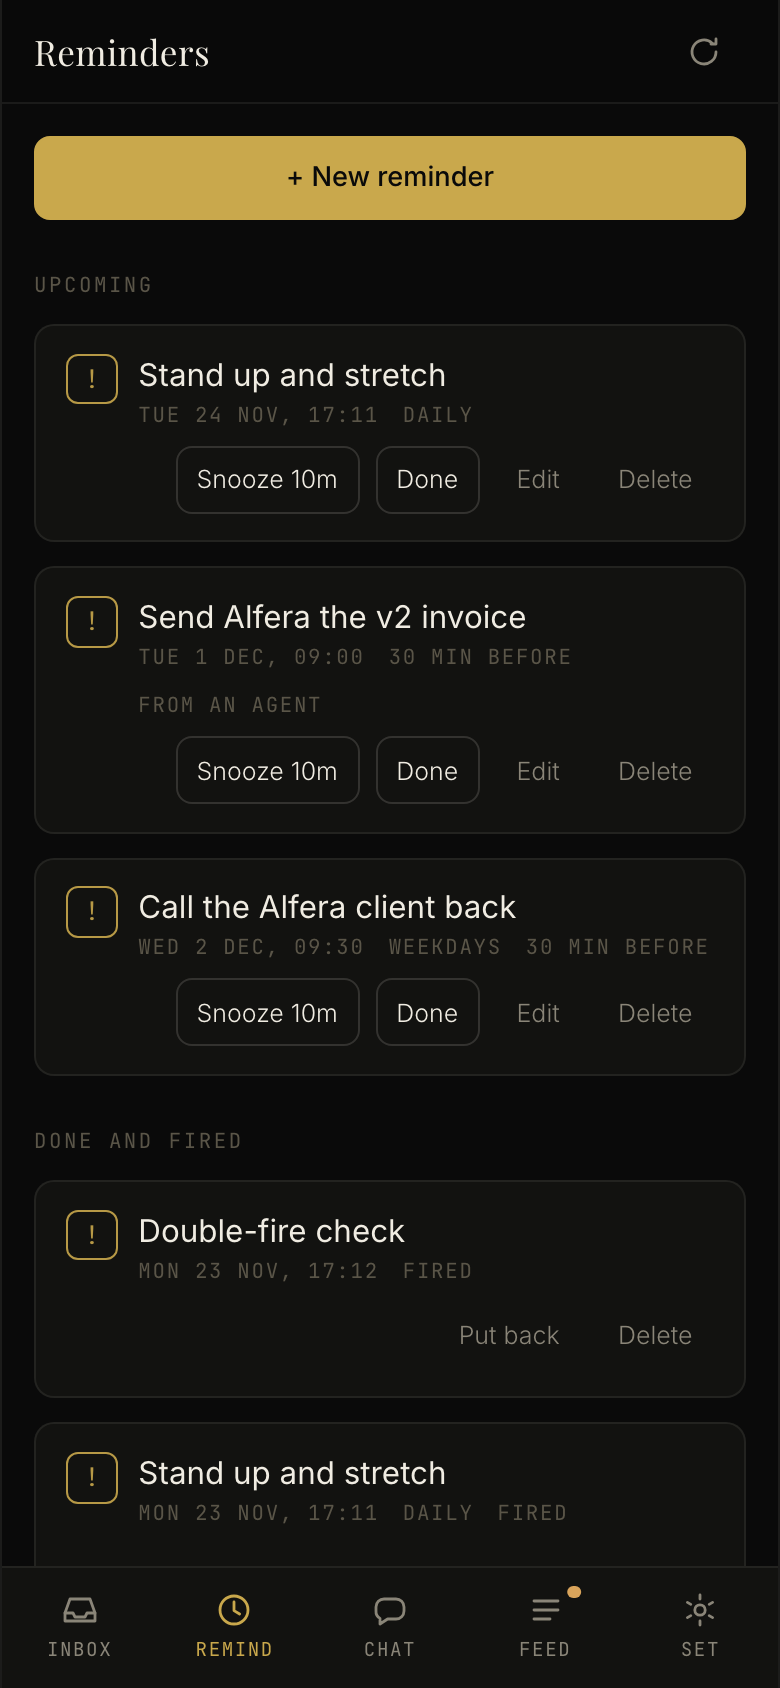 Reminders
+ New reminder
UPCOMING
! Stand up and stretch
TUE 24 NOV, 17:11 DAILY
Snooze 10m Done Edit Delete
! Send Alfera the v2 invoice
TUE 1 DEC, 09:00 30 MIN BEFORE
FROM AN AGENT
Snooze 10m Done Edit Delete
! Call the Alfera client back
WED 2 DEC, 09:30 WEEKDAYS 30 MIN BEFORE
Snooze 10m Done Edit Delete
DONE AND FIRED
! Double-fire check
MON 23 NOV, 17:12 FIRED
Put back Delete
! Stand up and stretch
MON 23 NOV, 17:11 DAILY FIRED
INBOX REMIND CHAT FEED SET